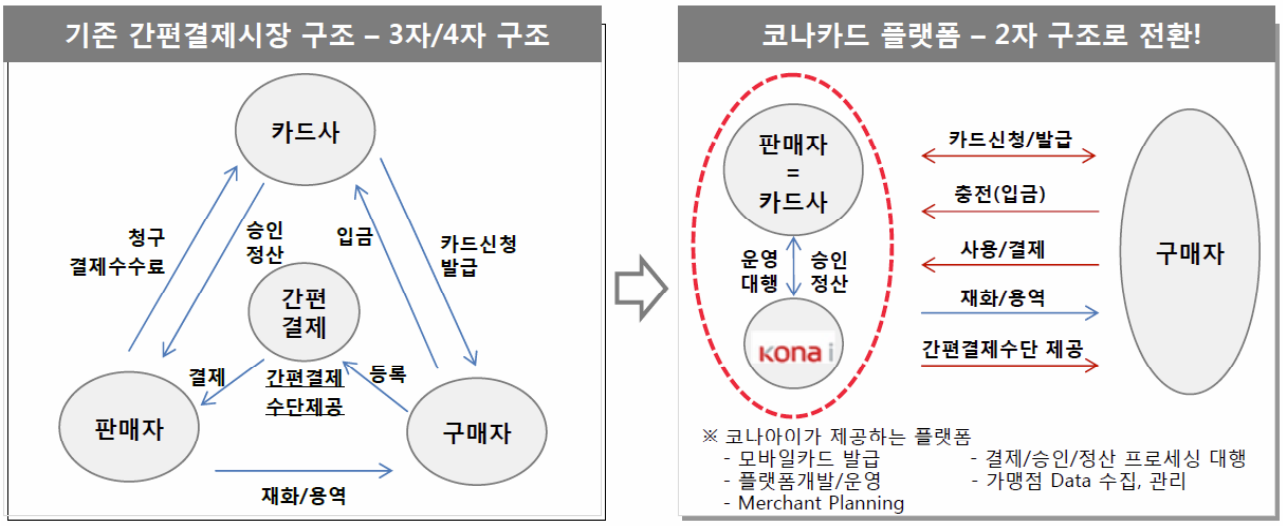 기존 간편결제시장 구조 – 3자/4자 구조
카드사
청구
결제수수료
승인
정산
입금
카드신청
발급
간편
결제
결제
간편결제
수단제공
등록
판매자
구매자
재화/용역
코나카드 플랫폼 – 2자 구조로 전환!
판매자
=
카드사
운영
대행
승인
정산
kona i
카드신청/발급
충전(입금)
사용/결제
재화/용역
간편결제수단 제공
구매자
※ 코나아이가 제공하는 플랫폼
- 모바일카드 발급
- 플랫폼개발/운영
- Merchant Planning
- 결제/승인/정산 프로세싱 대행
- 가맹점 Data 수집, 관리